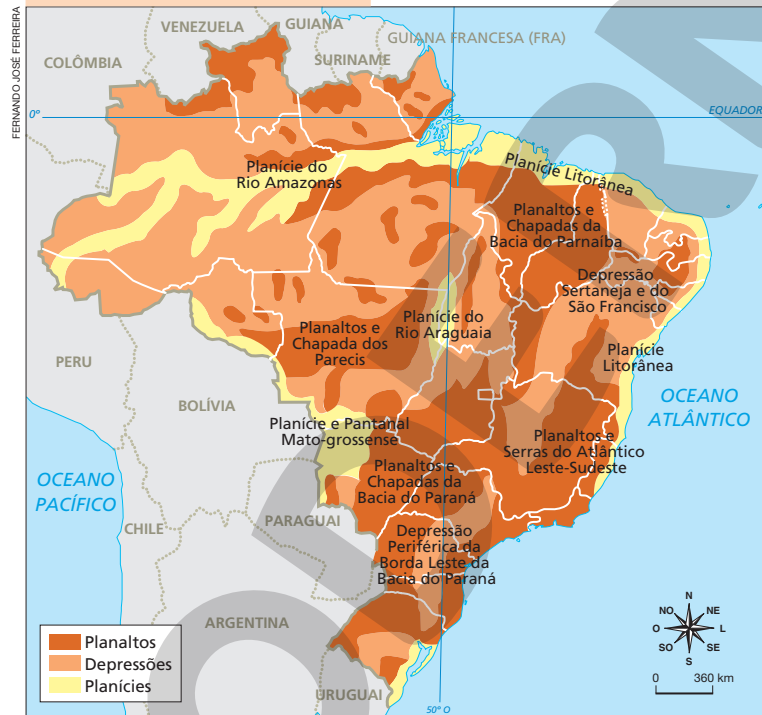 FERNANDO JOSÉ FERREIRA
VENEZUELA
GUIANA
GUIANA FRANCESA (FRA)
COLÔMBIA
SURINAME
0º
EQUADOR
Planície do
Rio Amazonas
Planície Litorânea
Planaltos e
Chapadas da
Bacia do Parnaíba
Depressão
Sertaneja e do
São Francisco
Planaltos e
Chapada dos
Parecis
Planície do
Rio Araguaia
Planície
Litorânea
PERU
BOLÍVIA
OCEANO
ATLÂNTICO
Planície e Pantanal
Mato-grossense
Planaltos e
Serras do Atlântico
Leste-Sudeste
Planaltos e
Chapadas da
Bacia do Paraná
OCEANO
PACÍFICO
CHILE
PARAGUAI
Depressão
Periférica da
Borda Leste da
Bacia do Paraná
ARGENTINA
URUGUAI
Planaltos
Depressões
Planícies
N
NO
NE
O
L
SO
SE
S
0
360 km
50º O